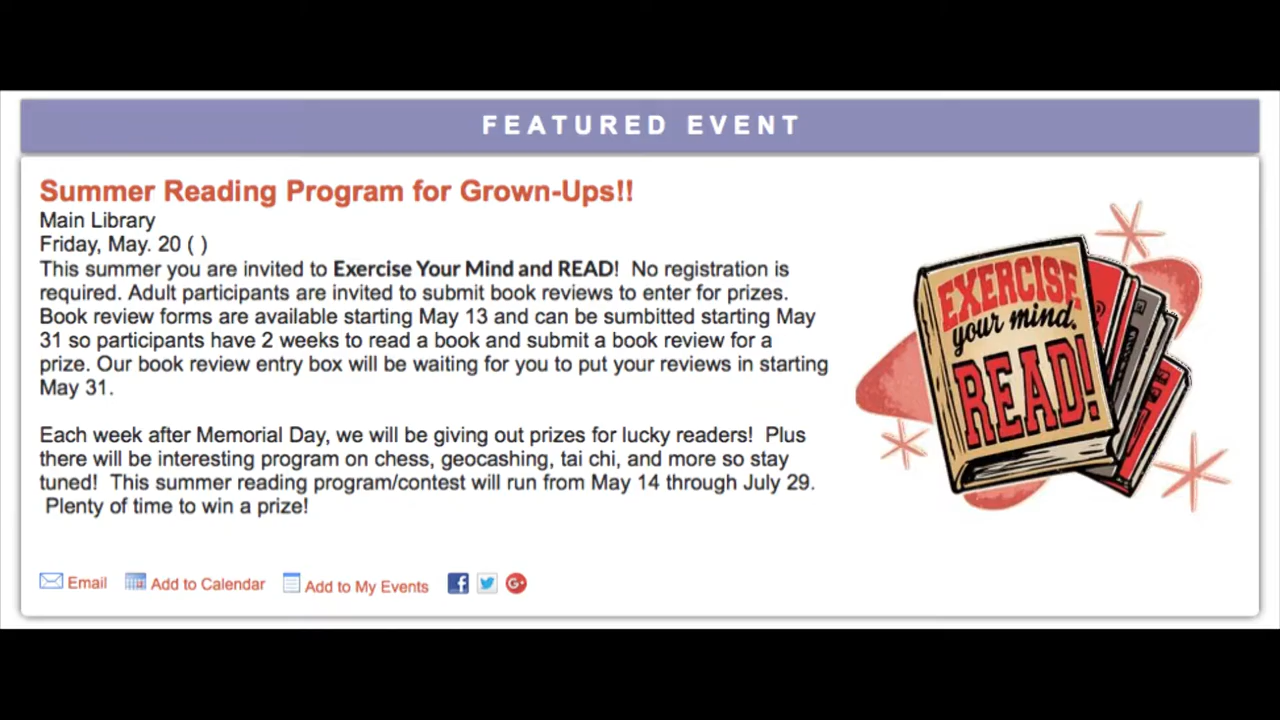 FEATURED EVENT
Summer Reading Program for Grown-Ups!!
Main Library
Friday, May. 20 ( )
This summer you are invited to Exercise Your Mind and READ!  No registration is
required. Adult participants are invited to submit book reviews to enter for prizes.
Book review forms are available starting May 13 and can be sumbitted starting May
31 so participants have 2 weeks to read a book and submit a book review for a
prize. Our book review entry box will be waiting for you to put your reviews in starting
May 31.
Each week after Memorial Day, we will be giving out prizes for lucky readers!  Plus
there will be interesting program on chess, geocashing, tai chi, and more so stay
tuned!  This summer reading program/contest will run from May 14 through July 29.
Plenty of time to win a prize!
EXERCISE
your mind.
READ!
Email
Add to Calendar
Add to My Events